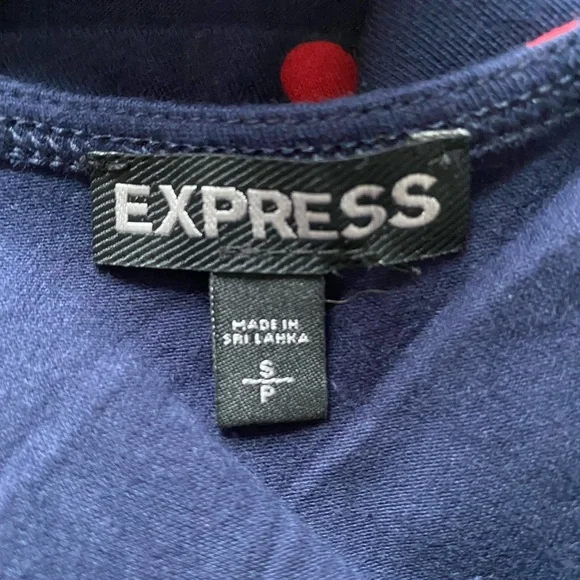 EXPRESS
MADE IN
SRI LANKA
S
P